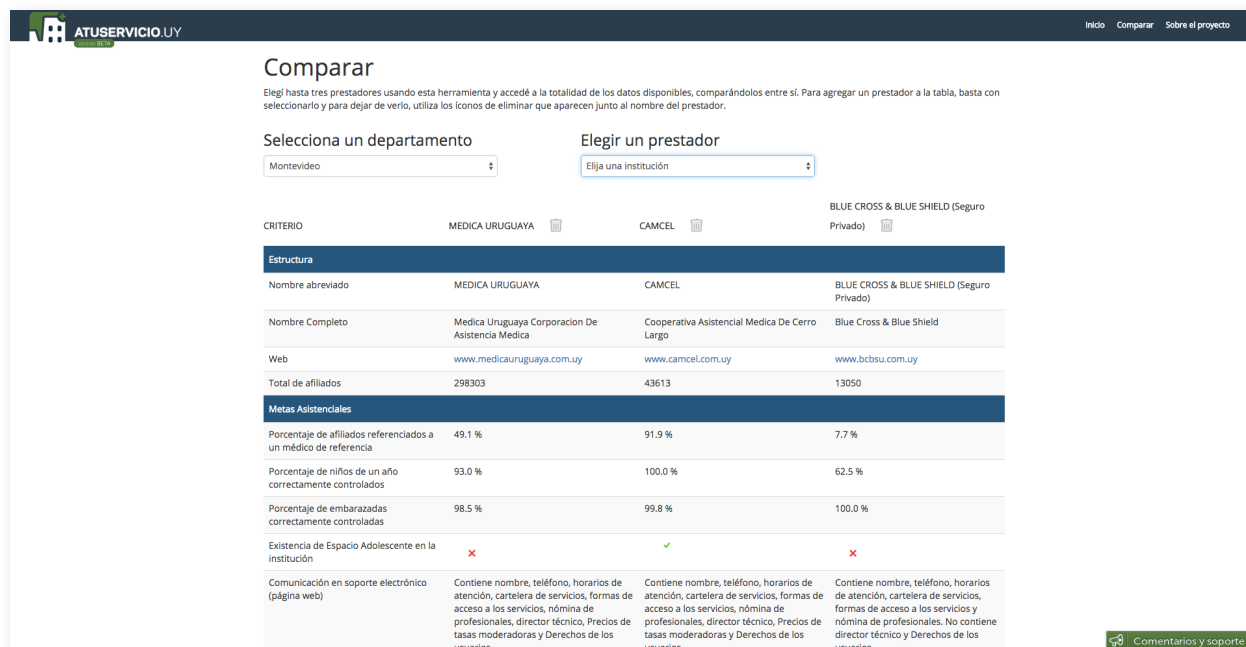 ATUSERVICIO.UY
Versión BETA
Inicio Comparar Sobre el proyecto
Comparar
Elegí hasta tres prestadores usando esta herramienta y accedé a la totalidad de los datos disponibles, comparándolos entre sí. Para agregar un prestador a la tabla, basta con
seleccionarlo y para dejar de verlo, utiliza los íconos de eliminar que aparecen junto al nombre del prestador.
Selecciona un departamento
Elegir un prestador
Montevideo
Elija una institución
CRITERIO
MEDICA URUGUAYA
CAMCEL
BLUE CROSS & BLUE SHIELD (Seguro
Privado)
Estructura
Nombre abreviado
MEDICA URUGUAYA
CAMCEL
BLUE CROSS & BLUE SHIELD (Seguro
Privado)
Nombre Completo
Medica Uruguaya Corporacion De
Asistencia Medica
Cooperativa Asistencial Medica De Cerro
Largo
Blue Cross & Blue Shield
Web
www.medicauruguaya.com.uy
www.camcel.com.uy
www.bcbsu.com.uy
Total de afiliados
298303
43613
13050
Metas Asistenciales
Porcentaje de afiliados referenciados a
un médico de referencia
49.1 %
91.9 %
7.7 %
Porcentaje de niños de un año
correctamente controlados
93.0 %
100.0 %
62.5 %
Porcentaje de embarazadas
correctamente controladas
98.5 %
99.8 %
100.0 %
Existencia de Espacio Adolescente en la
institución
Comunicación en soporte electrónico
(página web)
Contiene nombre, teléfono, horarios de
atención, cartelera de servicios, formas de
acceso a los servicios, nómina de
profesionales, director técnico, Precios de
tasas moderadoras y Derechos de los
usuarios
Contiene nombre, teléfono, horarios de
atención, cartelera de servicios, formas de
acceso a los servicios, nómina de
profesionales, director técnico, Precios de
tasas moderadoras y Derechos de los
usuarios
Contiene nombre, teléfono, horarios
de atención, cartelera de servicios,
formas de acceso a los servicios y
nómina de profesionales. No contiene
director técnico y Derechos de los
usuarios
Comentarios y soporte